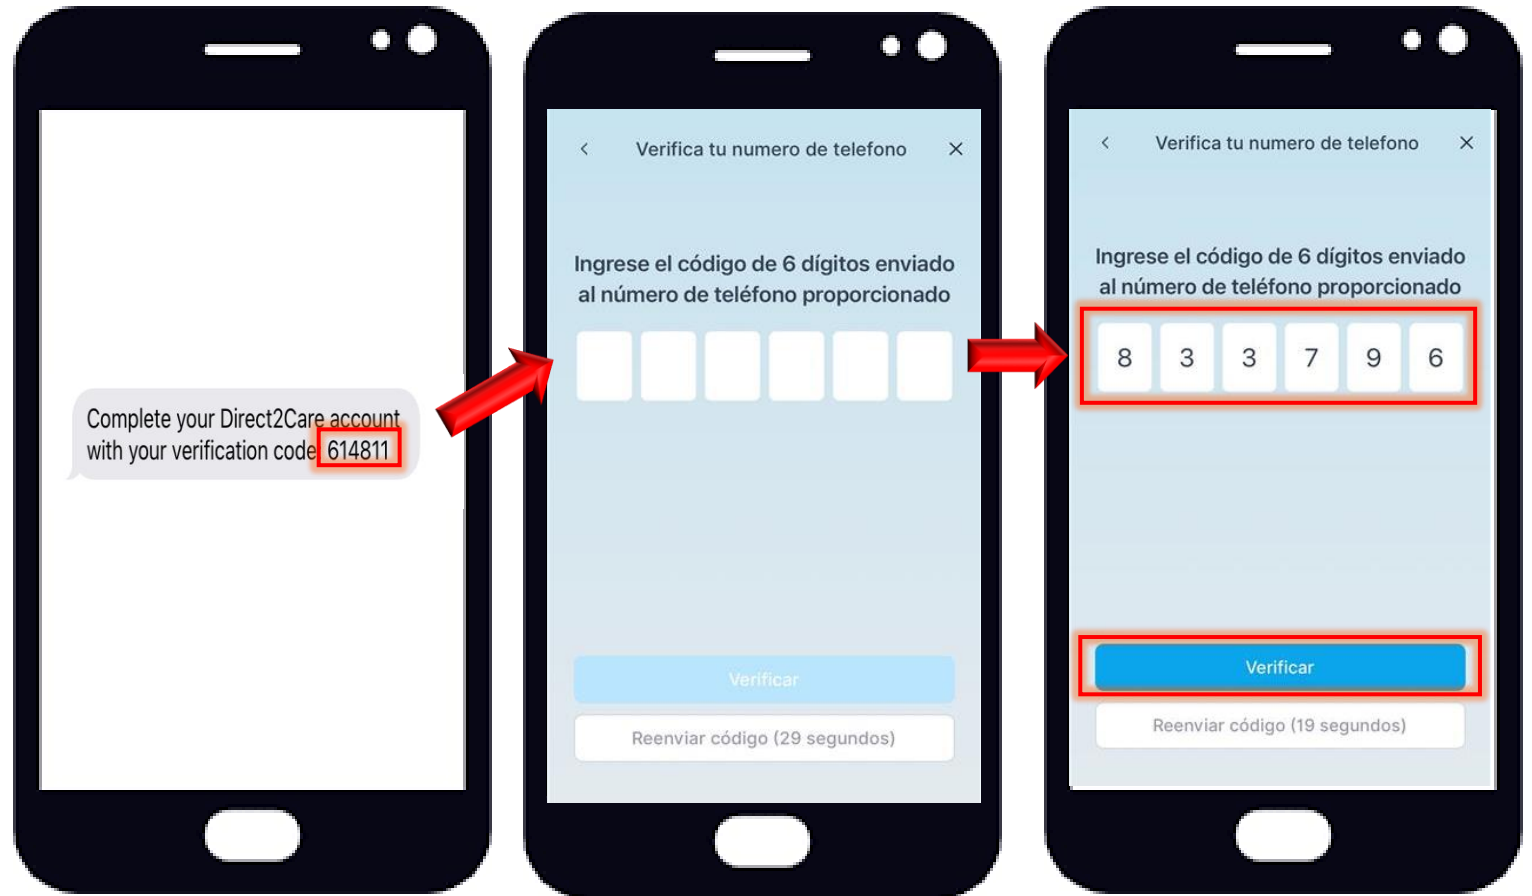 Complete your Direct2Care account
with your verification code 614811
Verifica tu numero de telefono
Ingrese el código de 6 dígitos enviado
al número de teléfono proporcionado
Verificar
Reenviar código (29 segundos)
Verifica tu numero de telefono
Ingrese el código de 6 dígitos enviado
al número de teléfono proporcionado
8 3 3 7 9 6
Verificar
Reenviar código (19 segundos)